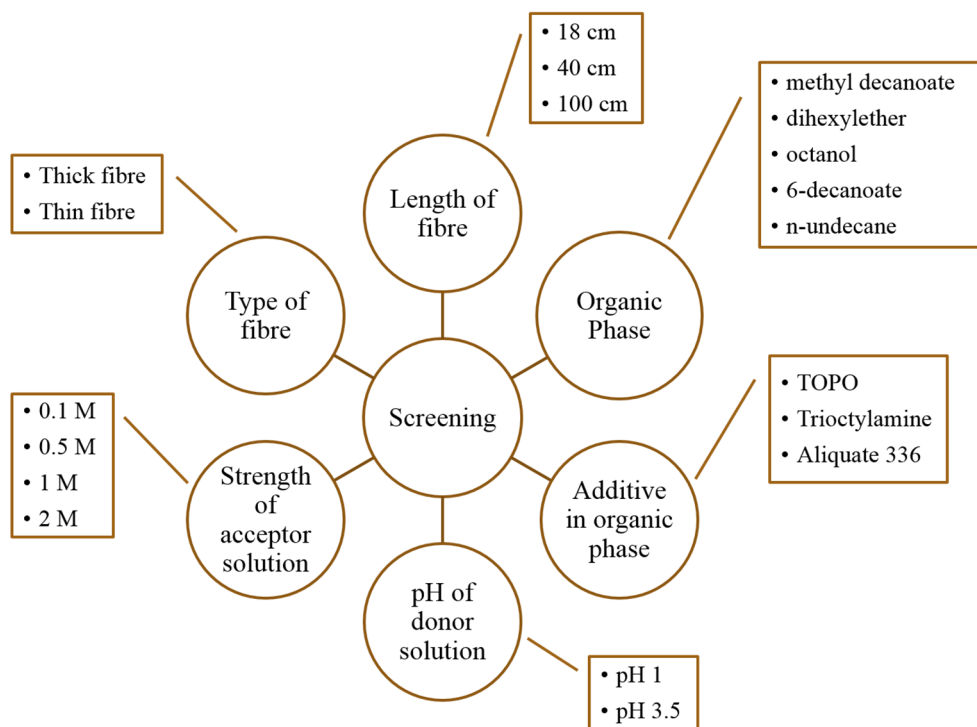 • 18 cm
• 40 cm
• 100 cm
• methyl decanoate
• dihexylether
• octanol
• 6-decanoate
• n-undecane
• Thick fibre
• Thin fibre
Length of
fibre
Type of
fibre
Organic
Phase
• TOPO
• Trioctylamine
• Aliquate 336
• 0.1 M
• 0.5 M
• 1 M
• 2 M
Screening
Strength
of
acceptor
solution
Additive
in organic
phase
pH of
donor
solution
• pH 1
• pH 3.5